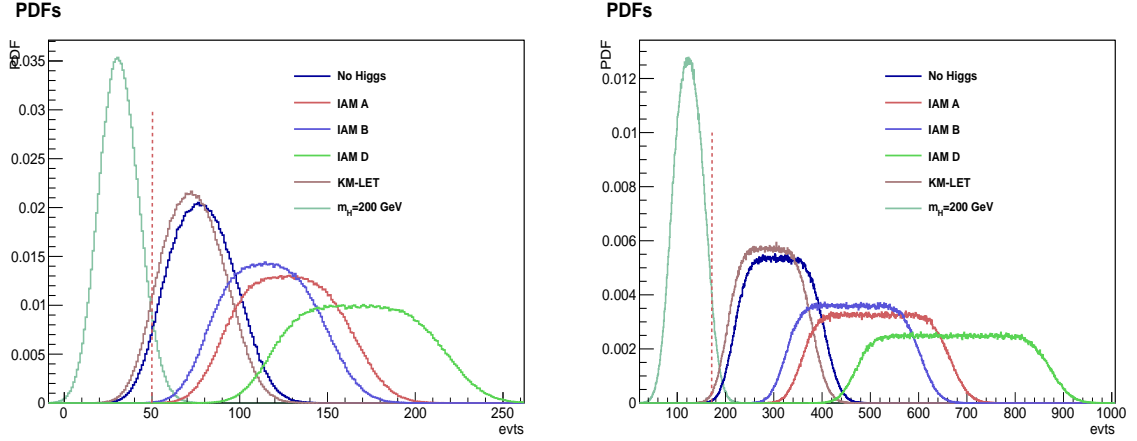 PDFs
PDF
0.035
0.03
0.025
0.02
0.015
0.01
0.005
0
No Higgs
IAM A
IAM B
IAM D
KM-LET
m_H=200 GeV
0 50 100 150 200 250
evts
PDFs
PDF
0.012
0.01
0.008
0.006
0.004
0.002
0
No Higgs
IAM A
IAM B
IAM D
KM-LET
m_H=200 GeV
100 200 300 400 500 600 700 800 900 1000
evts